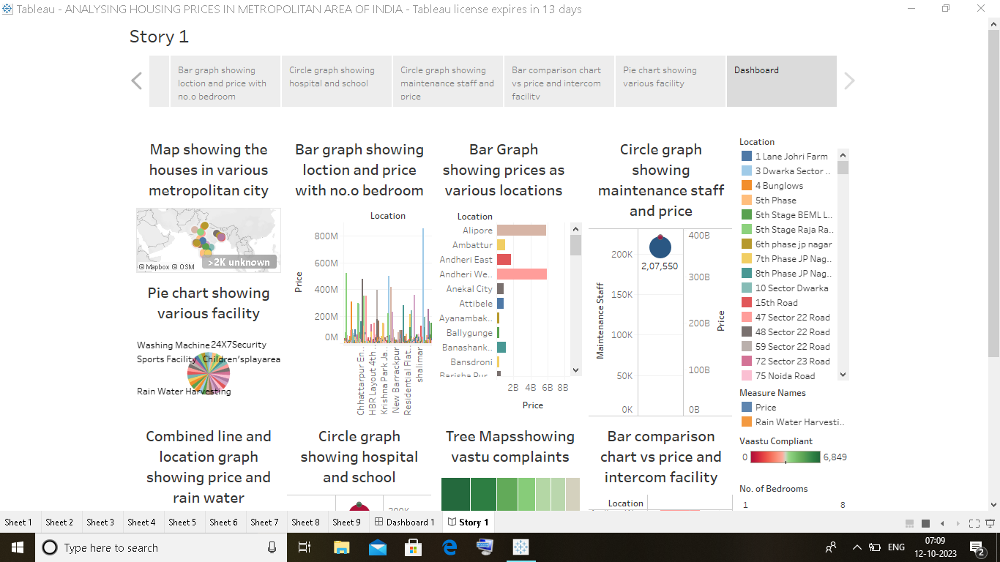 Tableau - ANALYSING HOUSING PRICES IN METROPOLITAN AREA OF INDIA - Tableau license expires in 13 days
Story 1
Bar graph showing
loction and price with
no.o bedroom
Circle graph showing
hospital and school
Circle graph showing
maintenance staff and
price
Bar comparison chart
vs price and intercom
facility
Pie chart showing
various facility
Dashboard
Map showing the
houses in various
metropolitan city
© Mapbox © OSM
>2K unknown
Pie chart showing
various facility
Washing Machine
24X7Security
Sports Facility
Children'splayarea
Rain Water Harvesting
Bar graph showing
loction and price
with no.o bedroom
Location
Price
800M
600M
400M
200M
0M
Chhattarpur En..
HBR Layout 4th ..
Krishna Park Ja..
New Barrackpur
Residential Flat..
shalimar
Bar Graph
showing prices as
various locations
Location
Alipore
Ambattur
Andheri East
Andheri We..
Anekal City
Attibele
Ayanambak..
Ballygunge
Banashank..
Bansdroni
Barisha Pur..
2B 4B 6B 8B
Price
Circle graph
showing
maintenance staff
and price
Maintenance Staff
200K
150K
100K
50K
0K
2,07,550
400B
300B
200B
100B
0B
Price
Location
1 Lane Johri Farm
3 Dwarka Sector ..
4 Bunglows
5th Phase
5th Stage BEML L..
5th Stage Raja Ra..
6th phase jp nagar
7th Phase JP Nag..
8th Phase JP Nag..
10 Sector Dwarka
15th Road
47 Sector 22 Road
48 Sector 22 Road
59 Sector 22 Road
72 Sector 23 Road
75 Noida Road
Measure Names
Price
Rain Water Harvesti..
Vaastu Compliant
0 6,849
No. of Bedrooms
1 8
Combined line and
location graph
showing price and
rain water
Circle graph
showing hospital
and school
200K
Tree Mapsshowing
vastu complaints
Bar comparison
chart vs price and
intercom facility
Location
Sheet 1 Sheet 2 Sheet 3 Sheet 4 Sheet 5 Sheet 6 Sheet 7 Sheet 8 Sheet 9 Dashboard 1 Story 1
Type here to search
ENG
07:09
12-10-2023
2